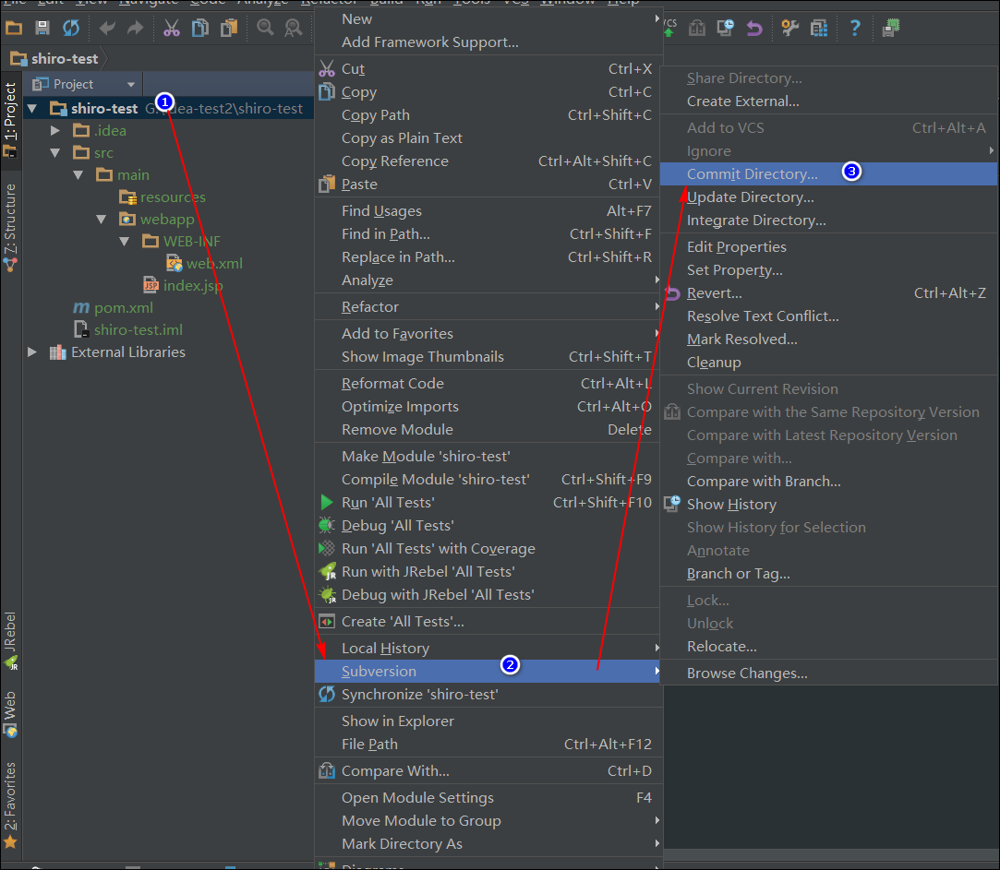 File Edit View Navigate Code Analyze Refactor Build Run Tools VCS Window Help
VCS
shiro-test
Project
1: Project
Z: Structure
JRebel
Web
2: Favorites
1
shiro-test G:\idea-test2\shiro-test
.idea
src
main
resources
webapp
WEB-INF
web.xml
index.jsp
JSP
m pom.xml
shiro-test.iml
External Libraries
New
Add Framework Support...
Cut Ctrl+X
Copy Ctrl+C
Copy Path Ctrl+Shift+C
Copy as Plain Text
Copy Reference Ctrl+Alt+Shift+C
Paste Ctrl+V
Find Usages Alt+F7
Find in Path... Ctrl+Shift+F
Replace in Path... Ctrl+Shift+R
Analyze
Refactor
Add to Favorites
Show Image Thumbnails Ctrl+Shift+T
Reformat Code Ctrl+Alt+L
Optimize Imports Ctrl+Alt+O
Remove Module Delete
Make Module 'shiro-test'
Compile Module 'shiro-test' Ctrl+Shift+F9
Run 'All Tests' Ctrl+Shift+F10
Debug 'All Tests'
Run 'All Tests' with Coverage
Run with JRebel 'All Tests'
Debug with JRebel 'All Tests'
Create 'All Tests'...
Local History
Subversion 2
Synchronize 'shiro-test'
Show in Explorer
File Path Ctrl+Alt+F12
Compare With... Ctrl+D
Open Module Settings F4
Move Module to Group
Mark Directory As
Diagrams
Share Directory...
Create External...
Add to VCS Ctrl+Alt+A
Ignore
Commit Directory... 3
Update Directory...
Integrate Directory...
Edit Properties
Set Property...
Revert... Ctrl+Alt+Z
Resolve Text Conflict...
Mark Resolved...
Cleanup
Show Current Revision
Compare with the Same Repository Version
Compare with Latest Repository Version
Compare with...
Compare with Branch...
Show History
Show History for Selection
Annotate
Branch or Tag...
Lock...
Unlock
Relocate...
Browse Changes...